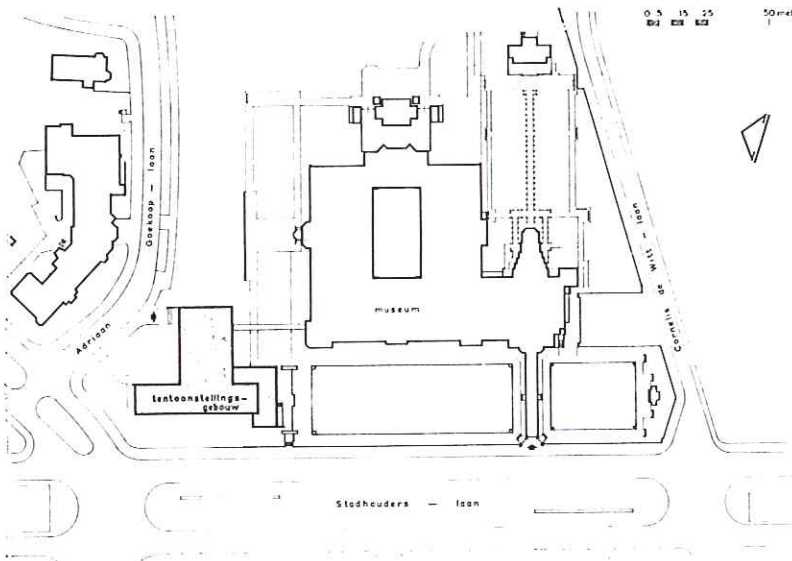 0 5 15 25 50 met
Goekoop – laan
Adriaan
museum
tentoonstellings-
gebouw
Cornelis de Witt – laan
Stadhouders – laan